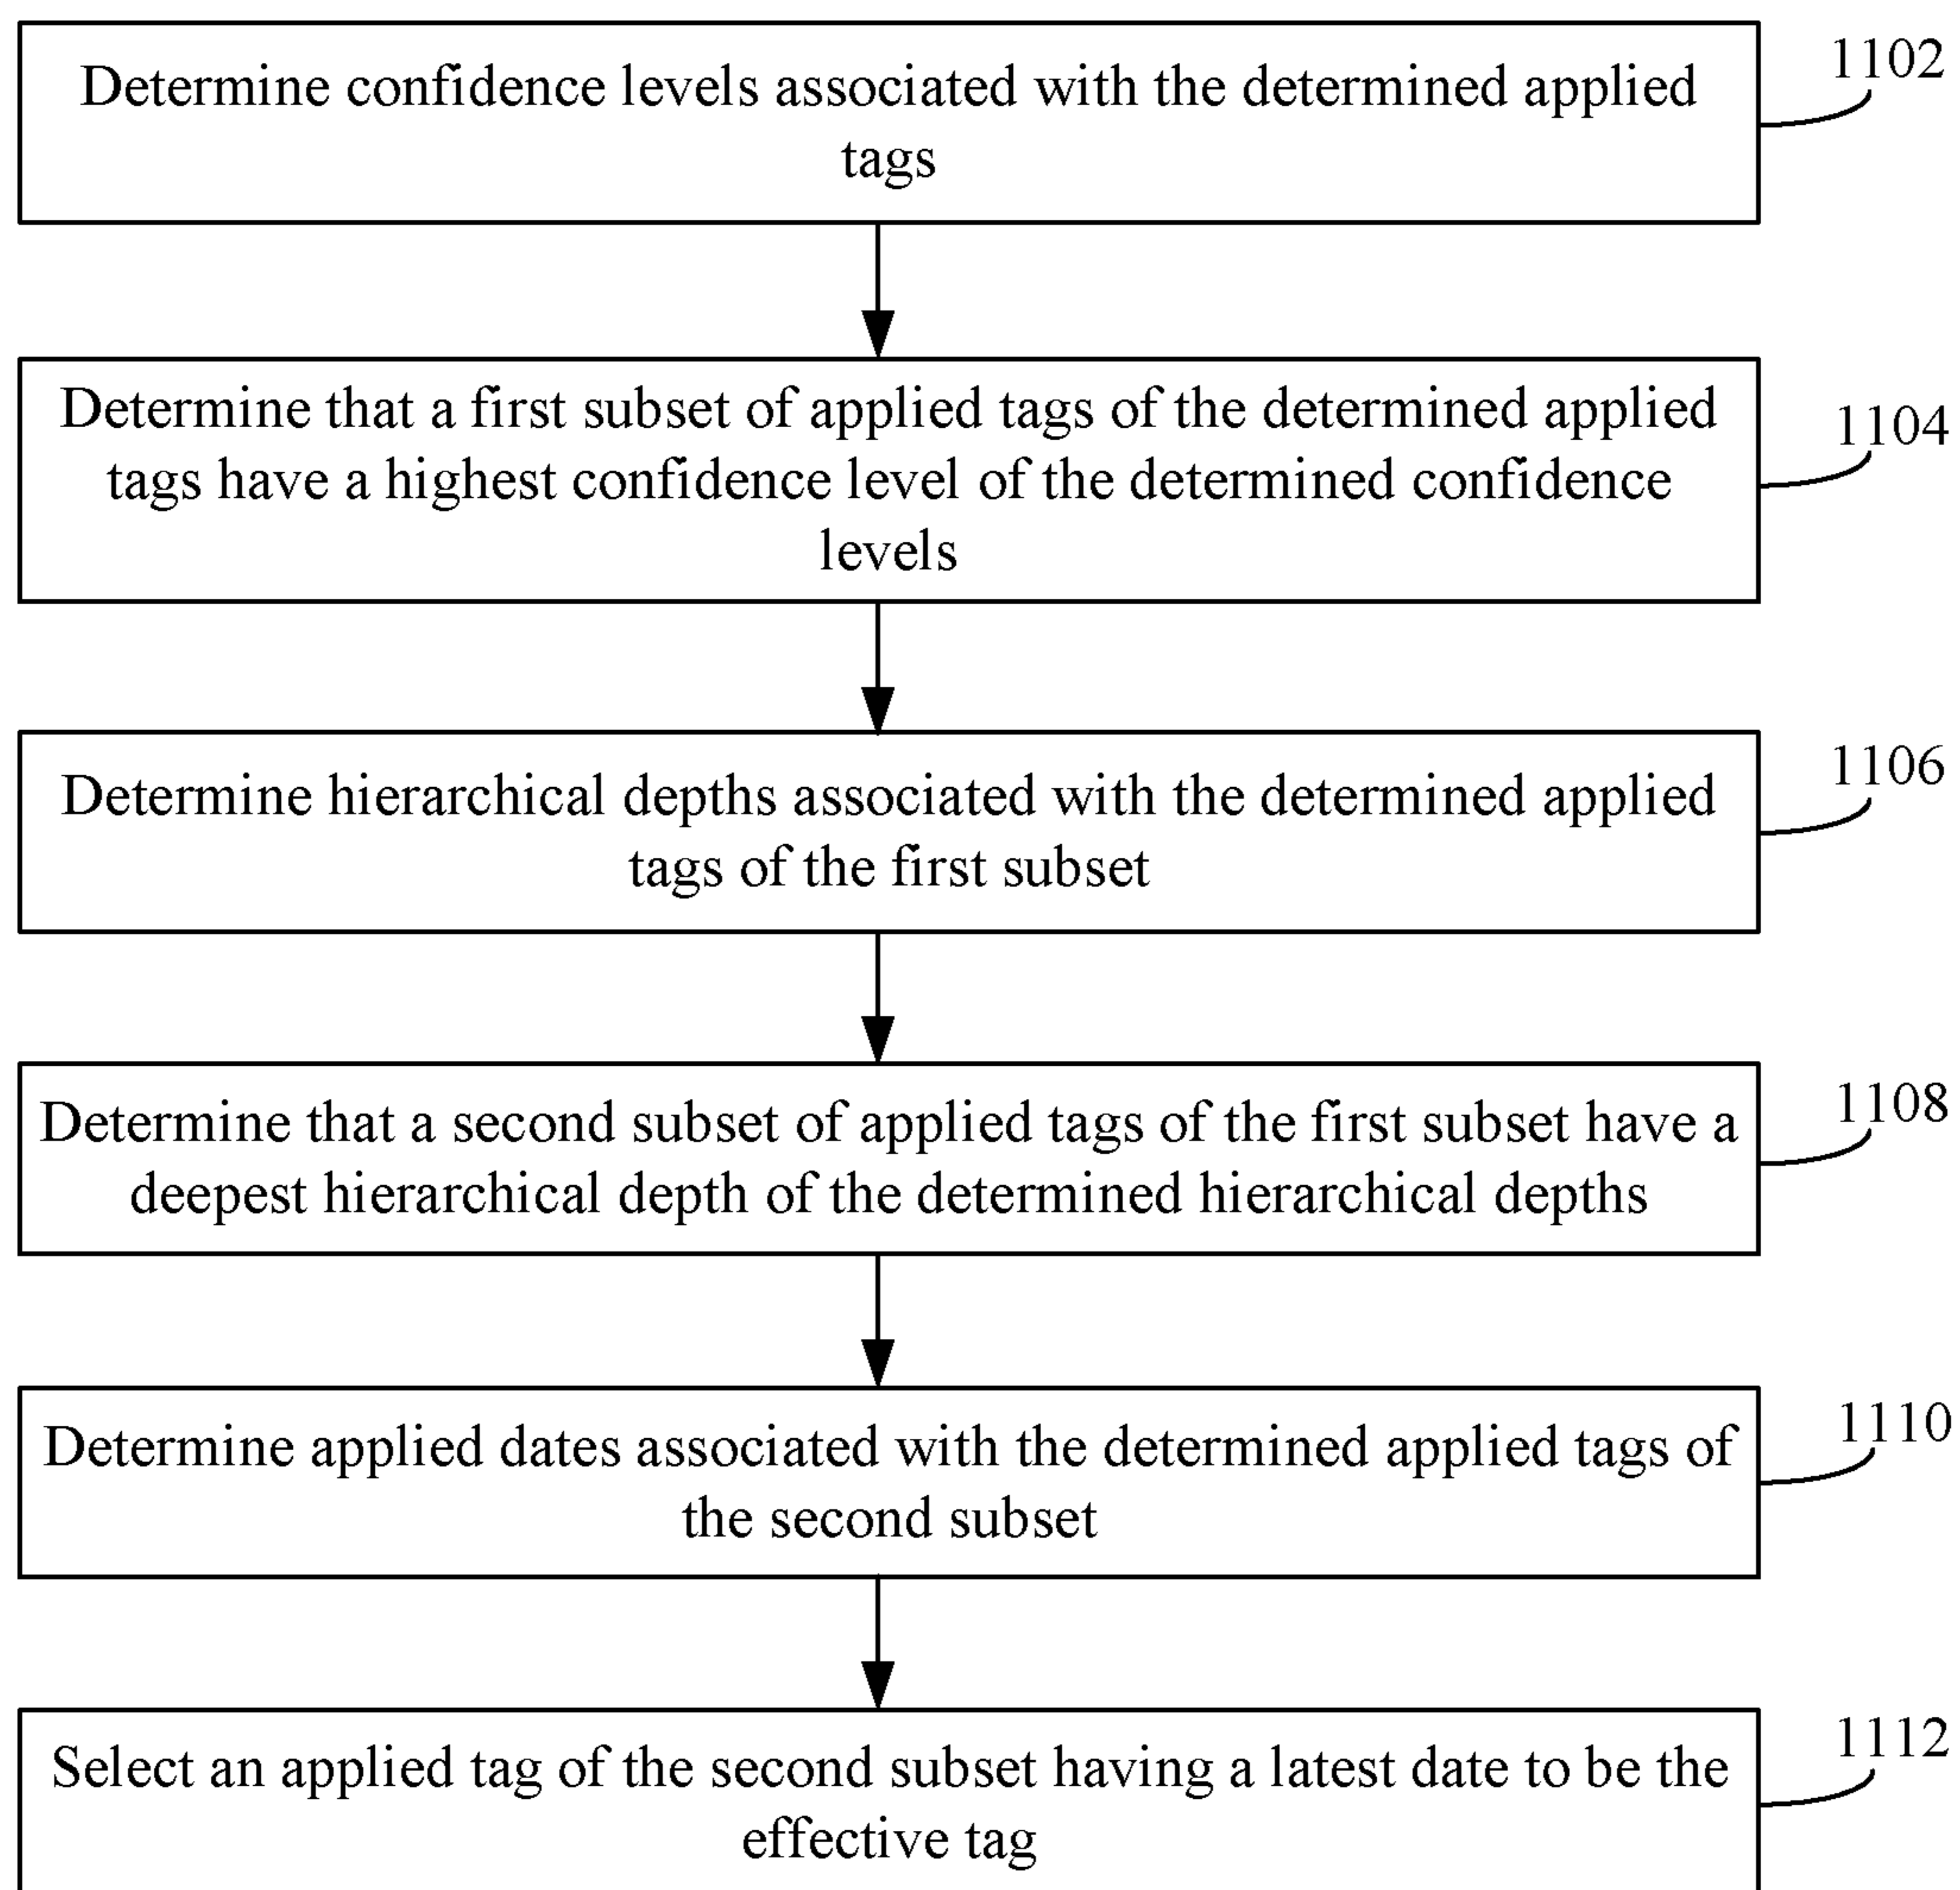 Determine confidence levels associated with the determined applied
tags
1102
Determine that a first subset of applied tags of the determined applied
tags have a highest confidence level of the determined confidence
levels
1104
Determine hierarchical depths associated with the determined applied
tags of the first subset
1106
Determine that a second subset of applied tags of the first subset have a
deepest hierarchical depth of the determined hierarchical depths
1108
Determine applied dates associated with the determined applied tags of
the second subset
1110
Select an applied tag of the second subset having a latest date to be the
effective tag
1112